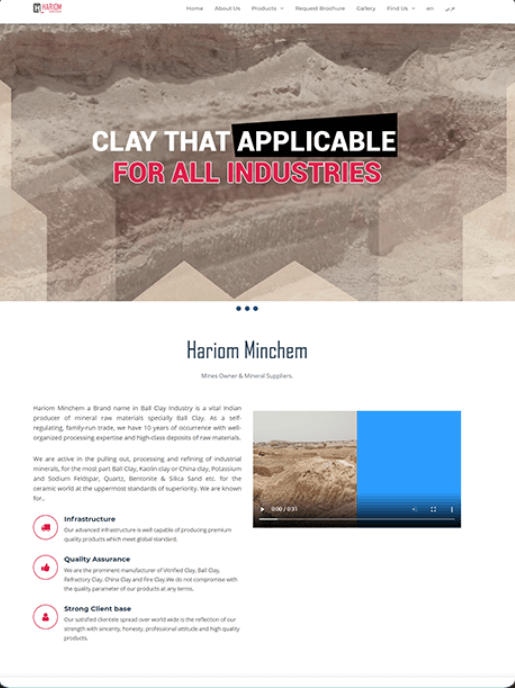 HARIOM
Home About Us Products Request Brochure Gallery Find Us en عربي
CLAY THAT APPLICABLE
FOR ALL INDUSTRIES
Hariom Minchem
Mines Owner & Mineral Suppliers.
Hariom Minchem a Brand name in Ball Clay Industry is a vital Indian
producer of mineral raw materials specially Ball Clay. As a self-
regulating, family-run trade, we have 10 years of occurrence with well-
organized processing expertise and high-class deposits of raw materials.
We are active in the pulling out, processing and refining of industrial
minerals, for the most part Ball Clay, Kaolin clay or China clay, Potassium
and Sodium Feldspar, Quartz, Bentonite & Silica Sand etc. for the
ceramic world at the uppermost standards of superiority. We are known
for..
0:00 / 0:31
Infrastructure
Our advanced infrastructure is well capable of producing premium
quality products which meet global standard.
Quality Assurance
We are the prominent manufacturer of Vitrified Clay, Ball Clay,
Refractory Clay, China Clay and Fire Clay.We do not compromise with
the quality parameter of our products at any terms.
Strong Client base
Our satisfied clientele spread over world wide is the reflection of our
strength with sincerity, honesty, professional attitude and high quality
products.